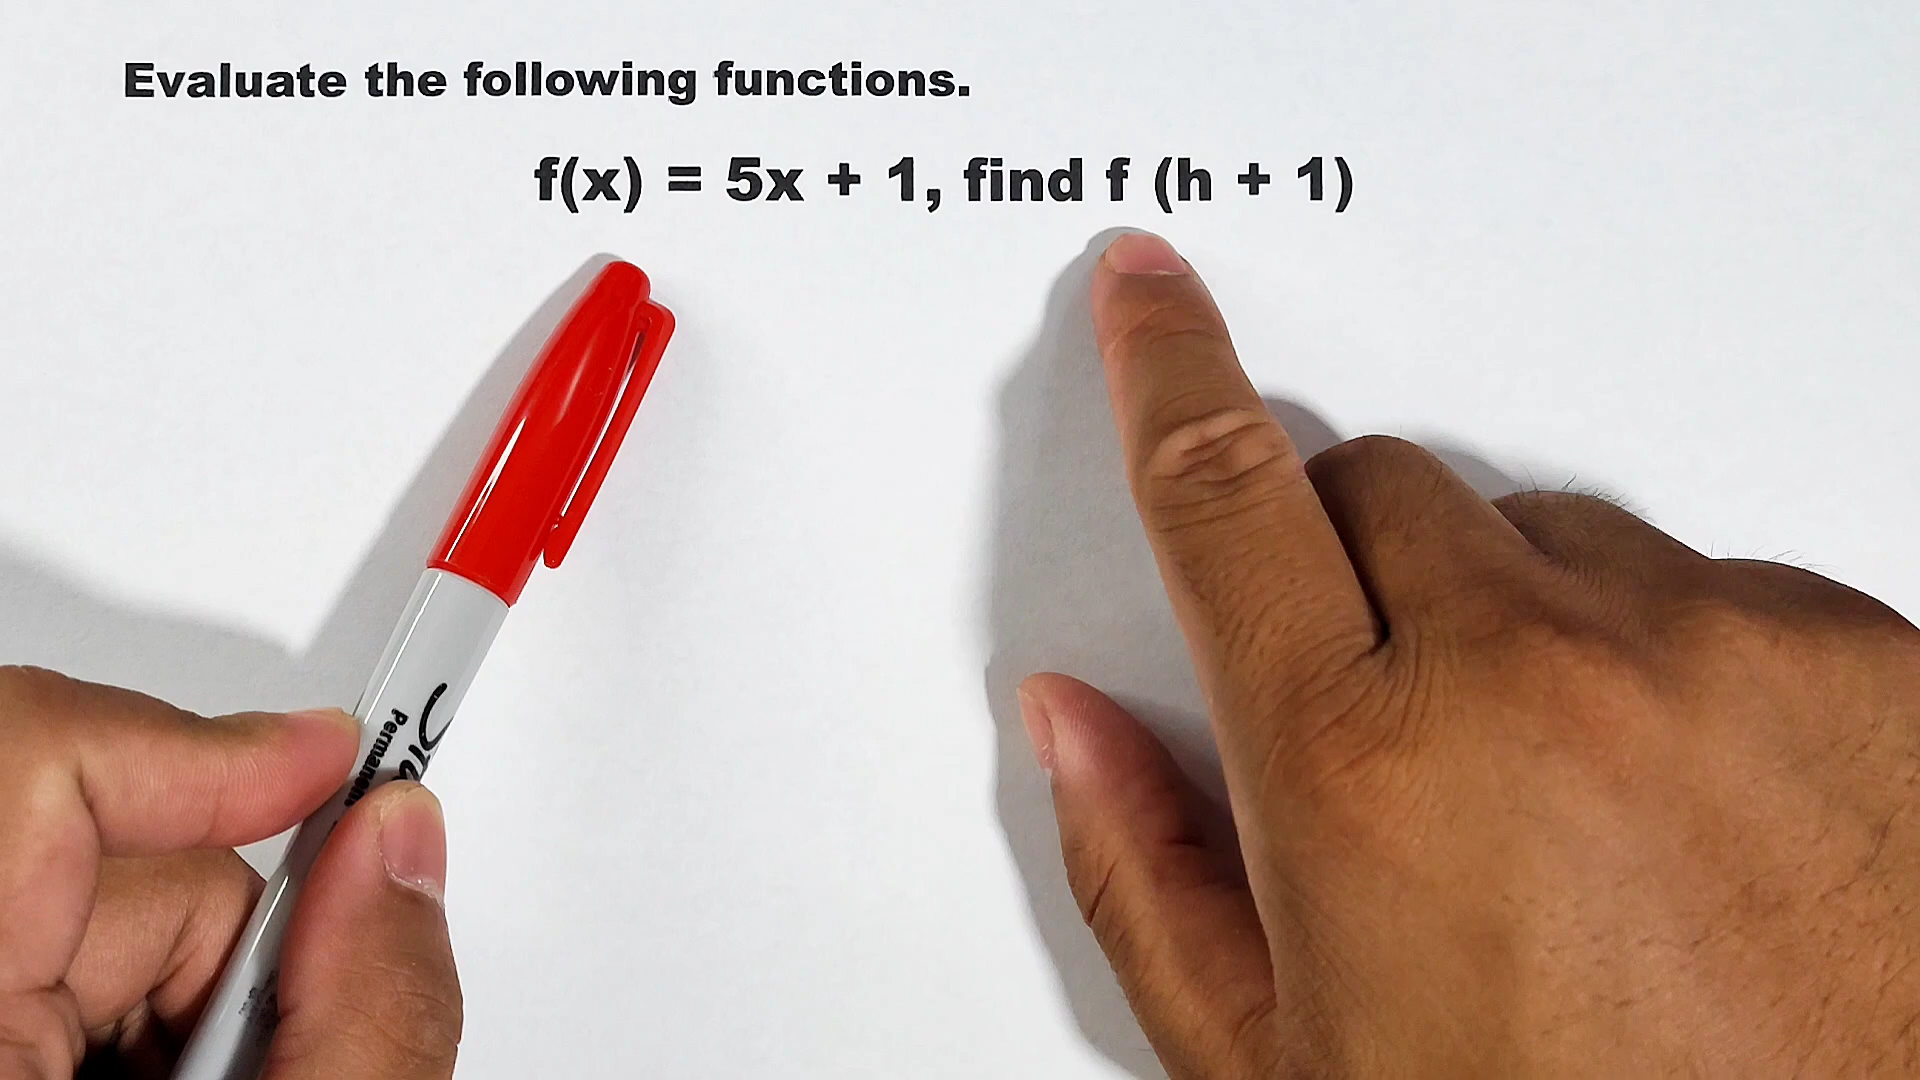 Evaluate the following functions.
f(x) = 5x + 1, find f (h + 1)